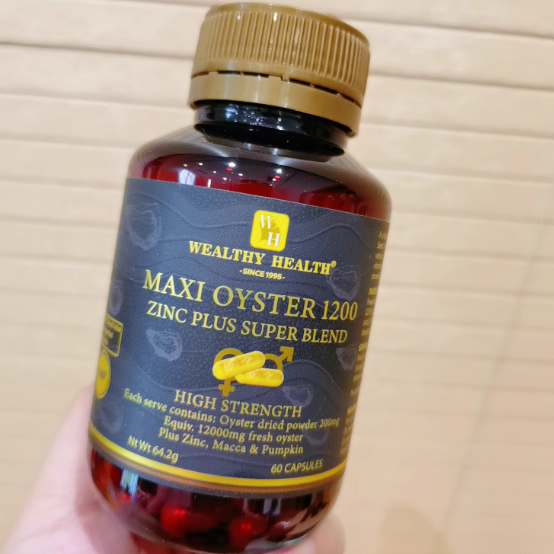 WH
WEALTHY HEALTH®
-SINCE 1995-
MAXI OYSTER 1200
ZINC PLUS SUPER BLEND
HIGH STRENGTH
Each serve contains: Oyster dried powder 200mg
Equiv. 12000mg fresh oyster
Plus Zinc, Macca & Pumpkin
Net Wt 64.2g
60 CAPSULES